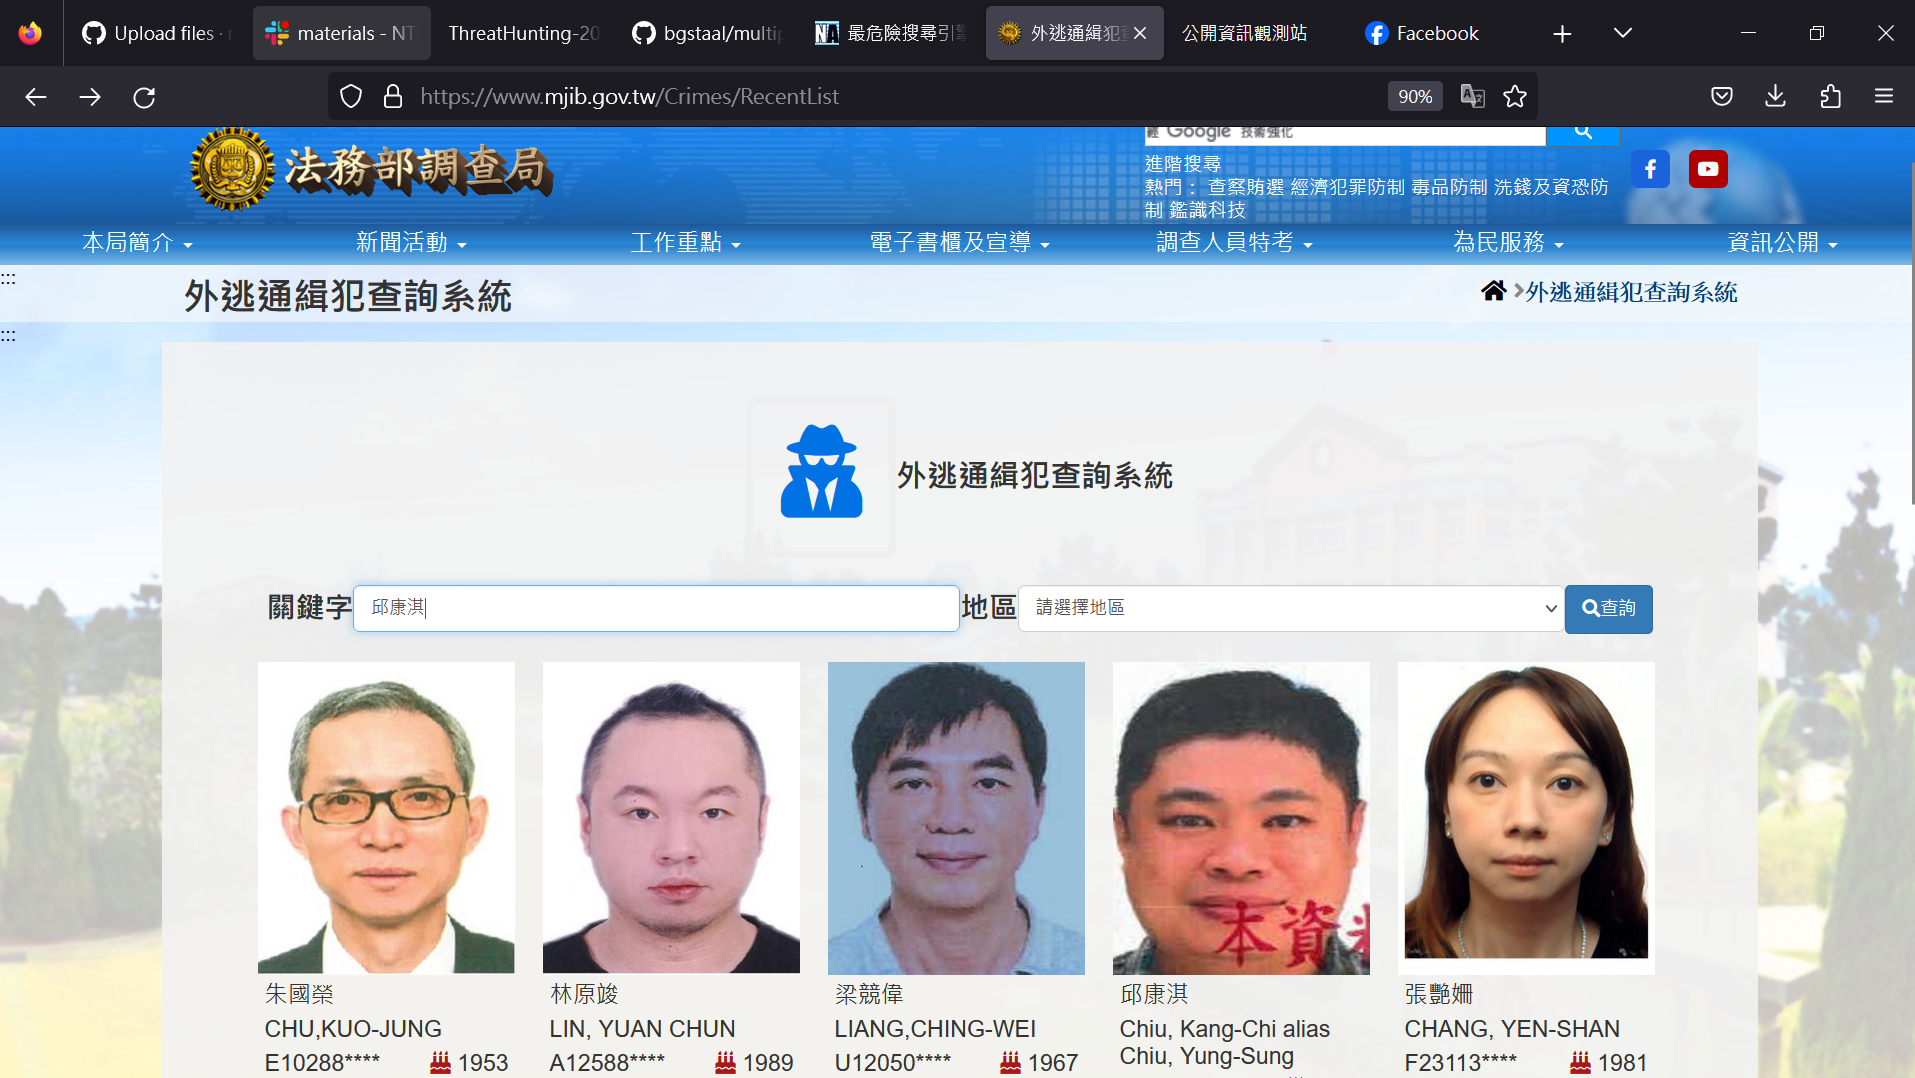 Upload files ·
materials - NT
ThreatHunting-20
bgstaal/multip
最危險搜尋引擎
外逃通緝犯查
公開資訊觀測站
Facebook
https://www.mjib.gov.tw/Crimes/RecentList
90%
法務部調查局
經 Google 技術強化
進階搜尋
熱門： 查察賄選 經濟犯罪防制 毒品防制 洗錢及資恐防
制 鑑識科技
本局簡介
新聞活動
工作重點
電子書櫃及宣導
調查人員特考
為民服務
資訊公開
:::
外逃通緝犯查詢系統
外逃通緝犯查詢系統
:::
外逃通緝犯查詢系統
關鍵字
邱康淇
地區
請選擇地區
查詢
本資料
朱國榮
CHU,KUO-JUNG
E10288****
1953
林原竣
LIN, YUAN CHUN
A12588****
1989
梁競偉
LIANG,CHING-WEI
U12050****
1967
邱康淇
Chiu, Kang-Chi alias
Chiu, Yung-Sung
張艷姍
CHANG, YEN-SHAN
F23113****
1981